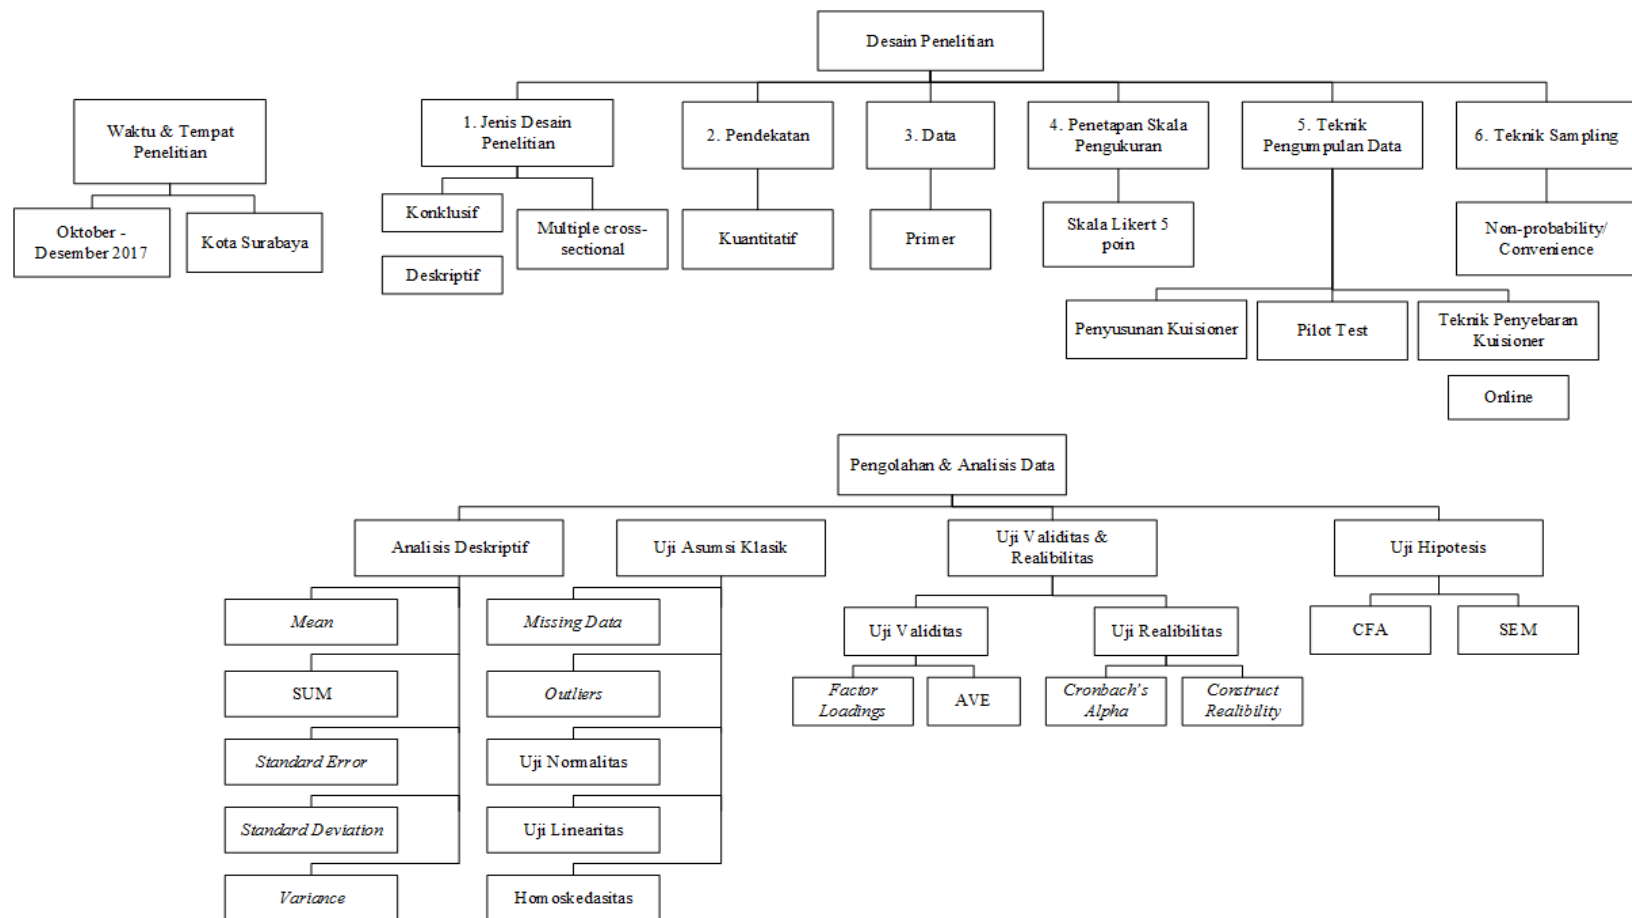 Desain Penelitian
Waktu & Tempat
Penelitian
1. Jenis Desain
Penelitian
2. Pendekatan
3. Data
4. Penetapan Skala
Pengukuran
5. Teknik
Pengumpulan Data
6. Teknik Sampling
Oktober -
Desember 2017
Kota Surabaya
Konklusif
Deskriptif
Multiple cross-
sectional
Kuantitatif
Primer
Skala Likert 5
poin
Non-probability/
Convenience
Penyusunan Kuisioner
Pilot Test
Teknik Penyebaran
Kuisioner
Online
Pengolahan & Analisis Data
Analisis Deskriptif
Uji Asumsi Klasik
Uji Validitas &
Realibilitas
Uji Hipotesis
Mean
SUM
Standard Error
Standard Deviation
Variance
Missing Data
Outliers
Uji Normalitas
Uji Linearitas
Homoskedasitas
Uji Validitas
Uji Realibilitas
Factor
Loadings
AVE
Cronbach's
Alpha
Construct
Realibility
CFA
SEM